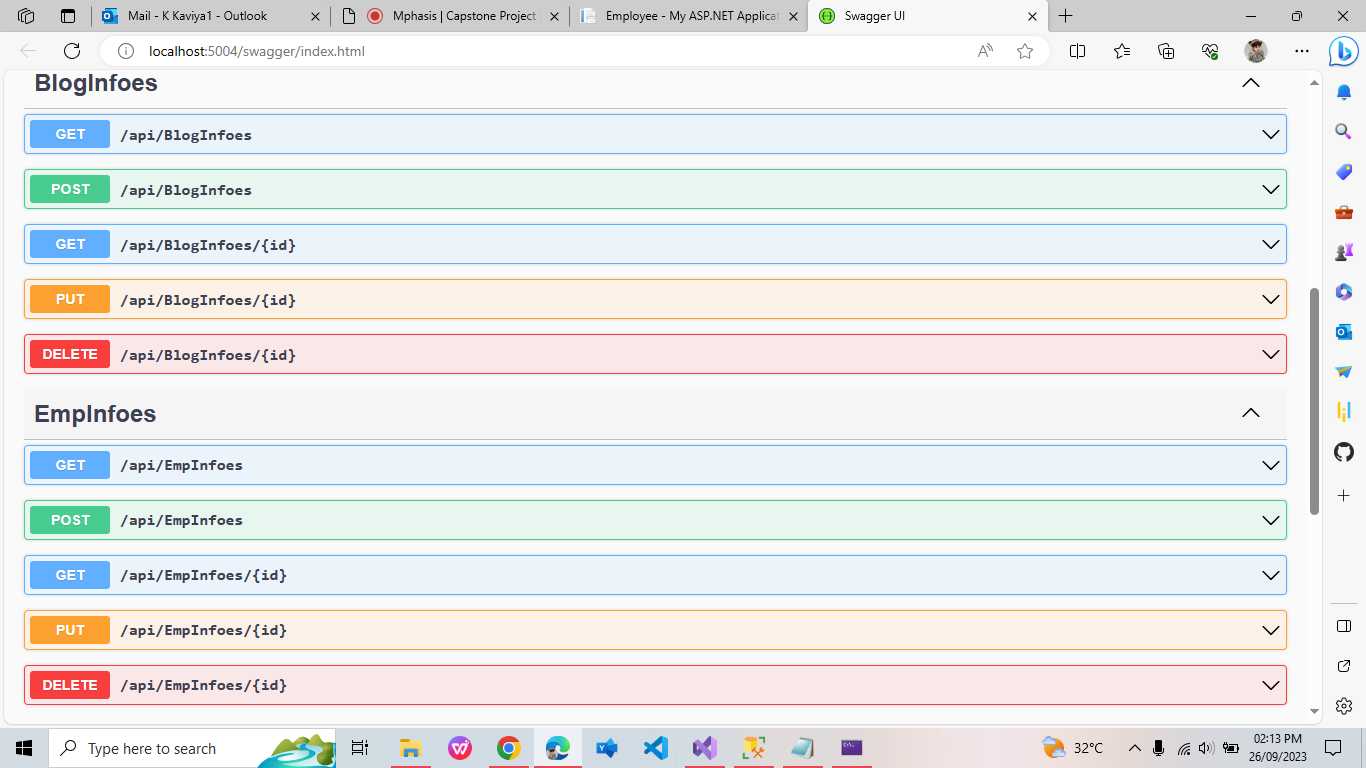 Mail - K Kaviya1 - Outlook
Mphasis | Capstone Project |
Employee - My ASP.NET Applicat
Swagger UI
localhost:5004/swagger/index.html
BlogInfoes
GET /api/BlogInfoes
POST /api/BlogInfoes
GET /api/BlogInfoes/{id}
PUT /api/BlogInfoes/{id}
DELETE /api/BlogInfoes/{id}
EmpInfoes
GET /api/EmpInfoes
POST /api/EmpInfoes
GET /api/EmpInfoes/{id}
PUT /api/EmpInfoes/{id}
DELETE /api/EmpInfoes/{id}
Type here to search
32°C
02:13 PM
26/09/2023